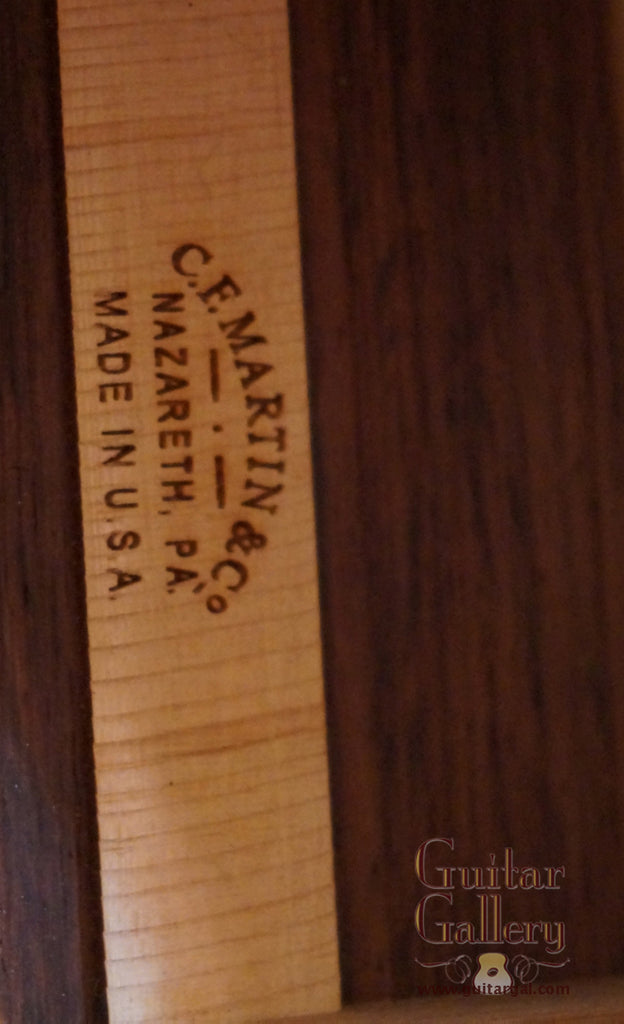 C.F. MARTIN & Co
NAZARETH, PA.
MADE IN U.S.A.
Guitar
Gallery
www.guitargal.com